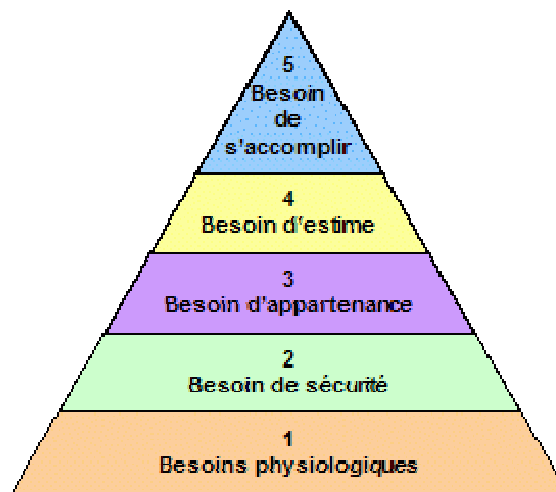 5
Besoin
de
s'accomplir
4
Besoin d'estime
3
Besoin d'appartenance
2
Besoin de sécurité
1
Besoins physiologiques